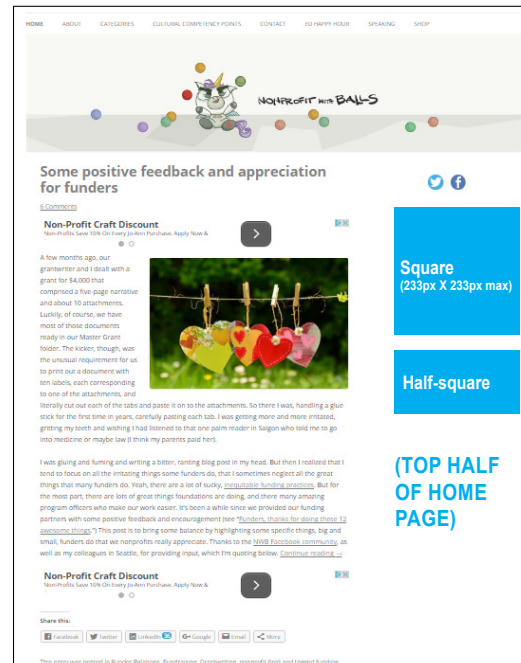 HOME ABOUT CATEGORIES CULTURAL COMPETENCY POINTS CONTACT ED HAPPY HOUR SPEAKING SHOP
NONPROFIT WITH BALLS
Some positive feedback and appreciation
for funders
6 Comments
Non-Profit Craft Discount
Non-Profits Save 10% On Every Jo-Ann Purchase. Apply Now &
A few months ago, our
grantwriter and I dealt with a
grant for $4,000 that
comprised a five-page narrative
and about 10 attachments.
Luckily, of course, we have
most of those documents
ready in our Master Grant
folder. The kicker, though, was
the unusual requirement for us
to print out a document with
ten labels, each corresponding
to one of the attachments, and
literally cut out each of the tabs and paste it on to the attachments. So there I was, handling a glue
stick for the first time in years, carefully pasting each tab. I was getting more and more irritated,
gritting my teeth and wishing I had listened to that one palm reader in Saigon who told me to go
into medicine or maybe law (I think my parents paid her).
I was gluing and fuming and writing a bitter, ranting blog post in my head. But then I realized that I
tend to focus on all the irritating things some funders do, that I sometimes neglect all the great
things that many funders do. Yeah, there are a lot of sucky, inequitable funding practices. But for
the most part, there are lots of great things foundations are doing, and there many amazing
program officers who make our work easier. It's been a while since we provided our funding
partners with some positive feedback and encouragement (see "Funders, thanks for doing these 12
awesome things.") This post is to bring some balance by highlighting some specific things, big and
small, funders do that we nonprofits really appreciate. Thanks to the NWB Facebook community, as
well as my colleagues in Seattle, for providing input, which I'm quoting below. Continue reading →
Non-Profit Craft Discount
Non-Profits Save 10% On Every Jo-Ann Purchase. Apply Now &
Share this:
Facebook Twitter LinkedIn Google Email More
This entry was posted in Funder Relations, Fundraising, Grantwriting, nonprofit field and tagged funding,
Square
(233px X 233px max)
Half-square
(TOP HALF
OF HOME
PAGE)